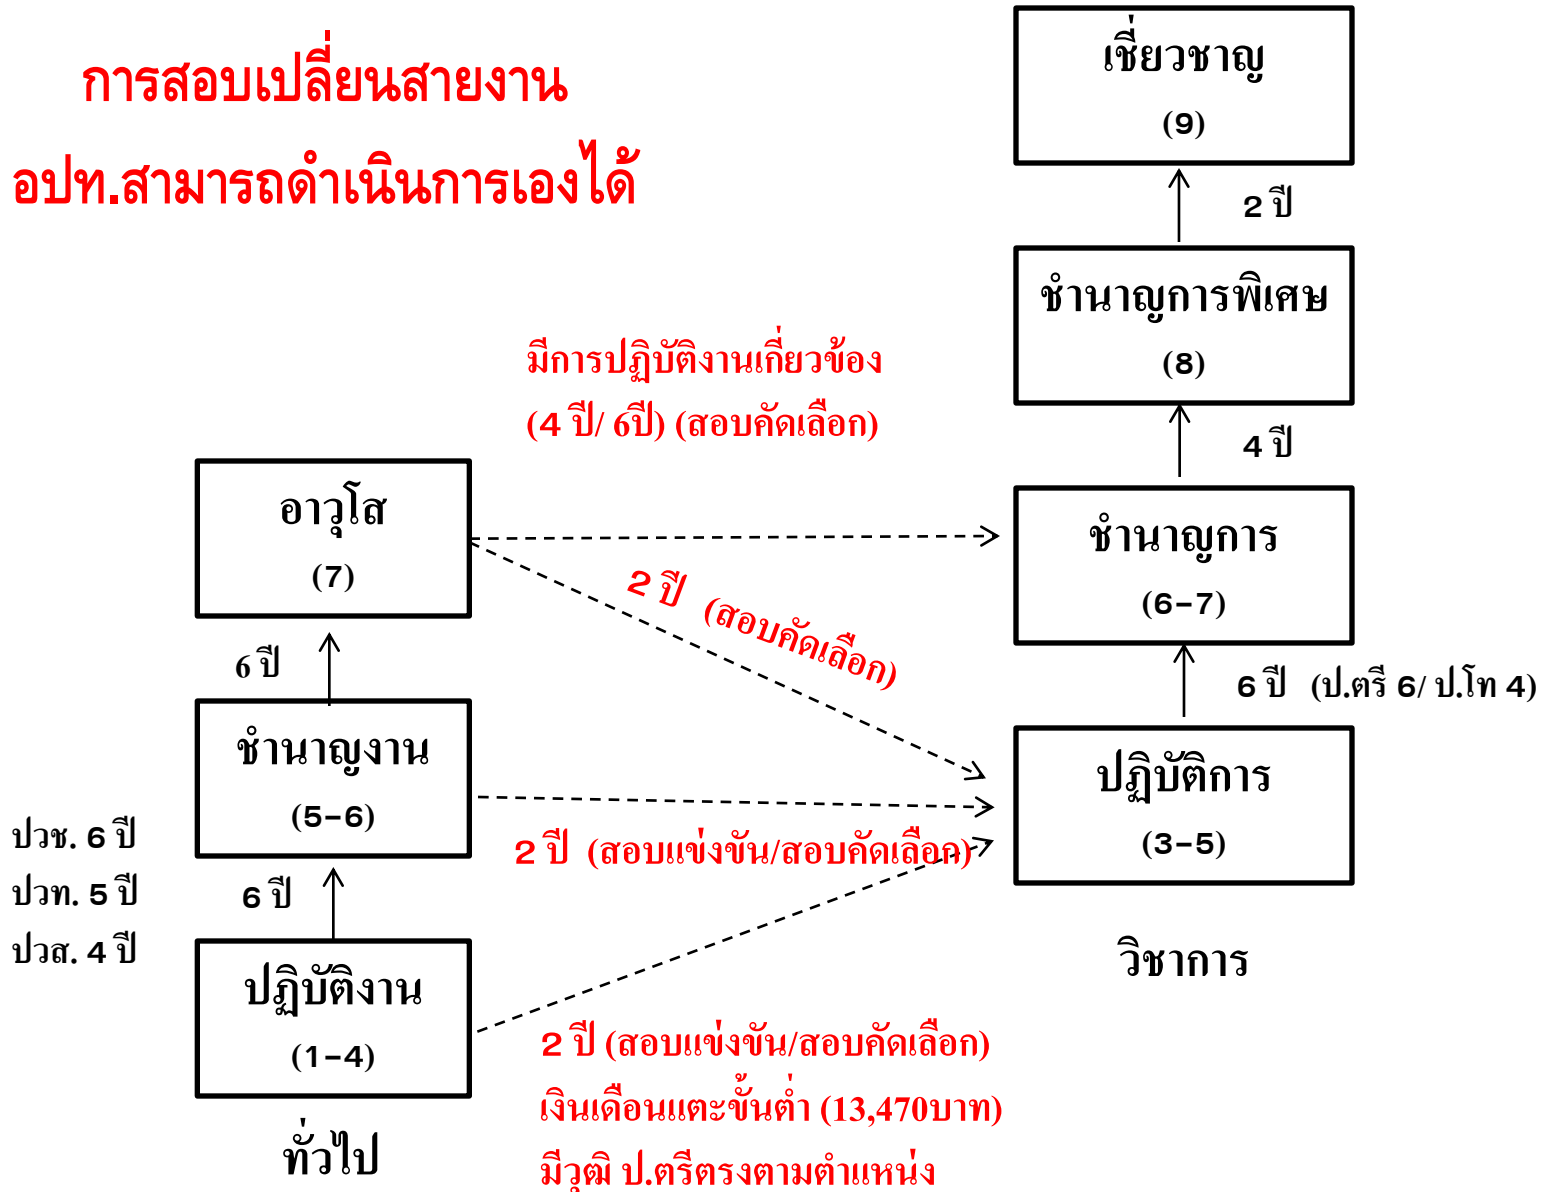 การสอบเปลี่ยนสายงาน
อปท.สามารถดำเนินการเองได้
เชี่ยวชาญ
(9)
2 ปี
ชำนาญการพิเศษ
(8)
4 ปี
มีการปฏิบัติงานเกี่ยวข้อง
(4 ปี/ 6ปี) (สอบคัดเลือก)
อาวุโส
(7)
ชำนาญการ
(6-7)
2 ปี (สอบคัดเลือก)
6 ปี
6 ปี (ป.ตรี 6/ ป.โท 4)
ชำนาญงาน
(5-6)
ปฏิบัติการ
(3-5)
2 ปี (สอบแข่งขัน/สอบคัดเลือก)
ปวช. 6 ปี
ปวท. 5 ปี
ปวส. 4 ปี
6 ปี
วิชาการ
ปฏิบัติงาน
(1-4)
2 ปี (สอบแข่งขัน/สอบคัดเลือก)
เงินเดือนแตะขั้นต่ำ (13,470บาท)
มีวุฒิ ป.ตรีตรงตามตำแหน่ง
ทั่วไป